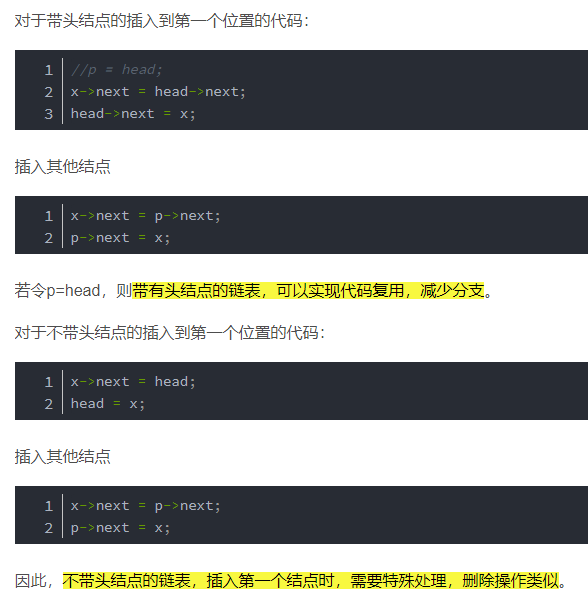 对于带头结点的插入到第一个位置的代码：
1 //p = head;
2 x->next = head->next;
3 head->next = x;
插入其他结点
1 x->next = p->next;
2 p->next = x;
若令p=head，则带有头结点的链表，可以实现代码复用，减少分支。
对于不带头结点的插入到第一个位置的代码：
1 x->next = head;
2 head = x;
插入其他结点
1 x->next = p->next;
2 p->next = x;
因此，不带头结点的链表，插入第一个结点时，需要特殊处理，删除操作类似。